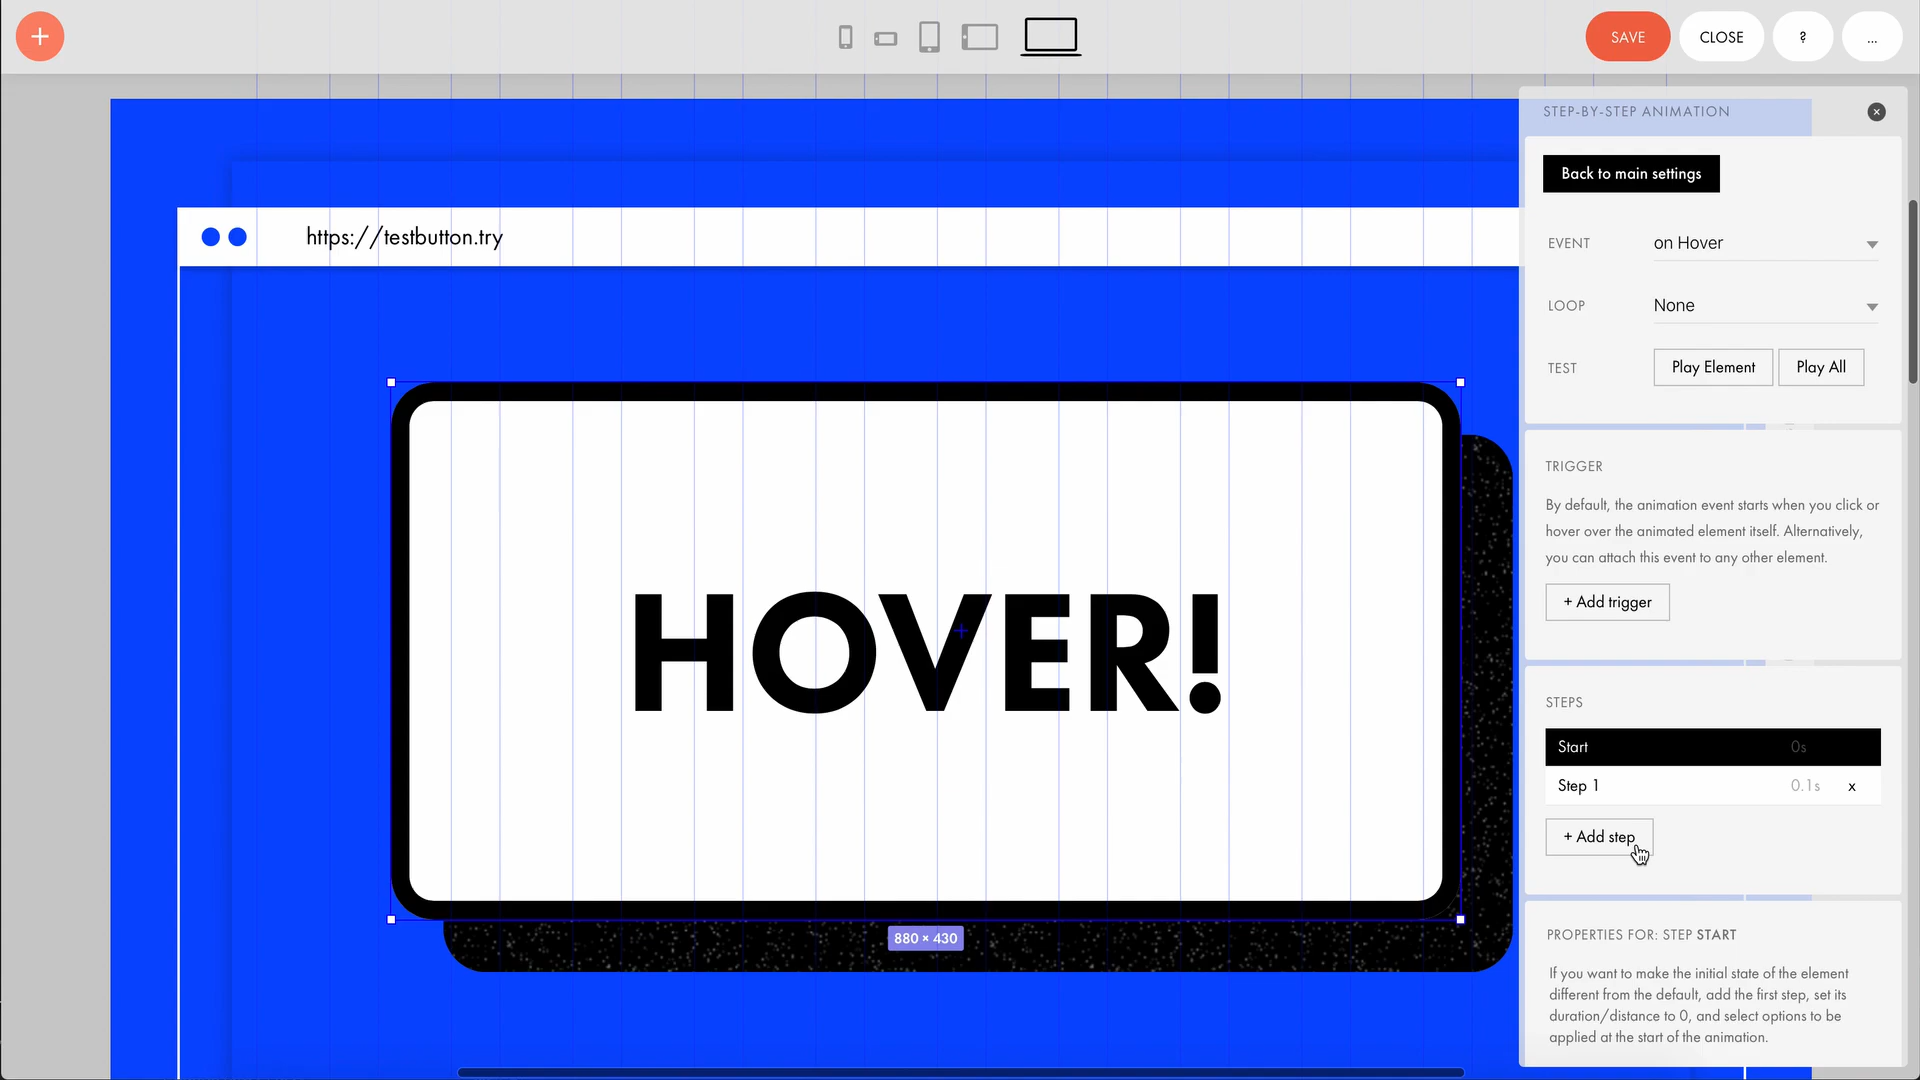 +
SAVE
CLOSE
?
...
STEP-BY-STEP ANIMATION
Back to main settings
https://testbutton.try
EVENT on Hover
LOOP None
TEST Play Element Play All
TRIGGER
By default, the animation event starts when you click or
hover over the animated element itself. Alternatively,
you can attach this event to any other element.
+ Add trigger
HOVER!
STEPS
Start 0s
Step 1 0.1s x
+ Add step
880 × 430
PROPERTIES FOR: STEP START
If you want to make the initial state of the element
different from the default, add the first step, set its
duration/distance to 0, and select options to be
applied at the start of the animation.